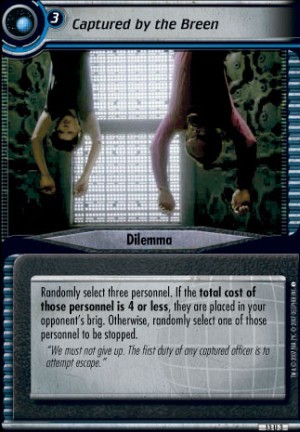 3
Captured by the Breen
Dilemma
Randomly select three personnel. If the total cost of
those personnel is 4 or less, they are placed in your
opponent's brig. Otherwise, randomly select one of those
personnel to be stopped.
"We must not give up. The first duty of any captured officer is to
attempt escape."
13 U 3